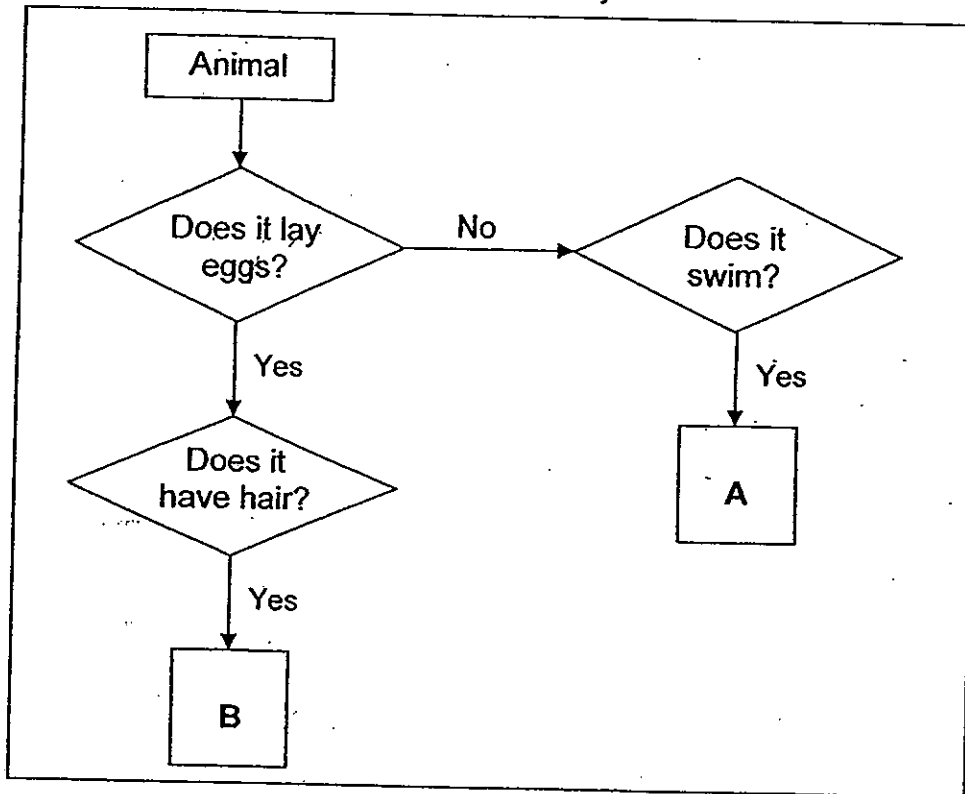 Animal
Does it lay
eggs?
No
Does it
swim?
Yes
Yes
Does it
have hair?
A
Yes
B